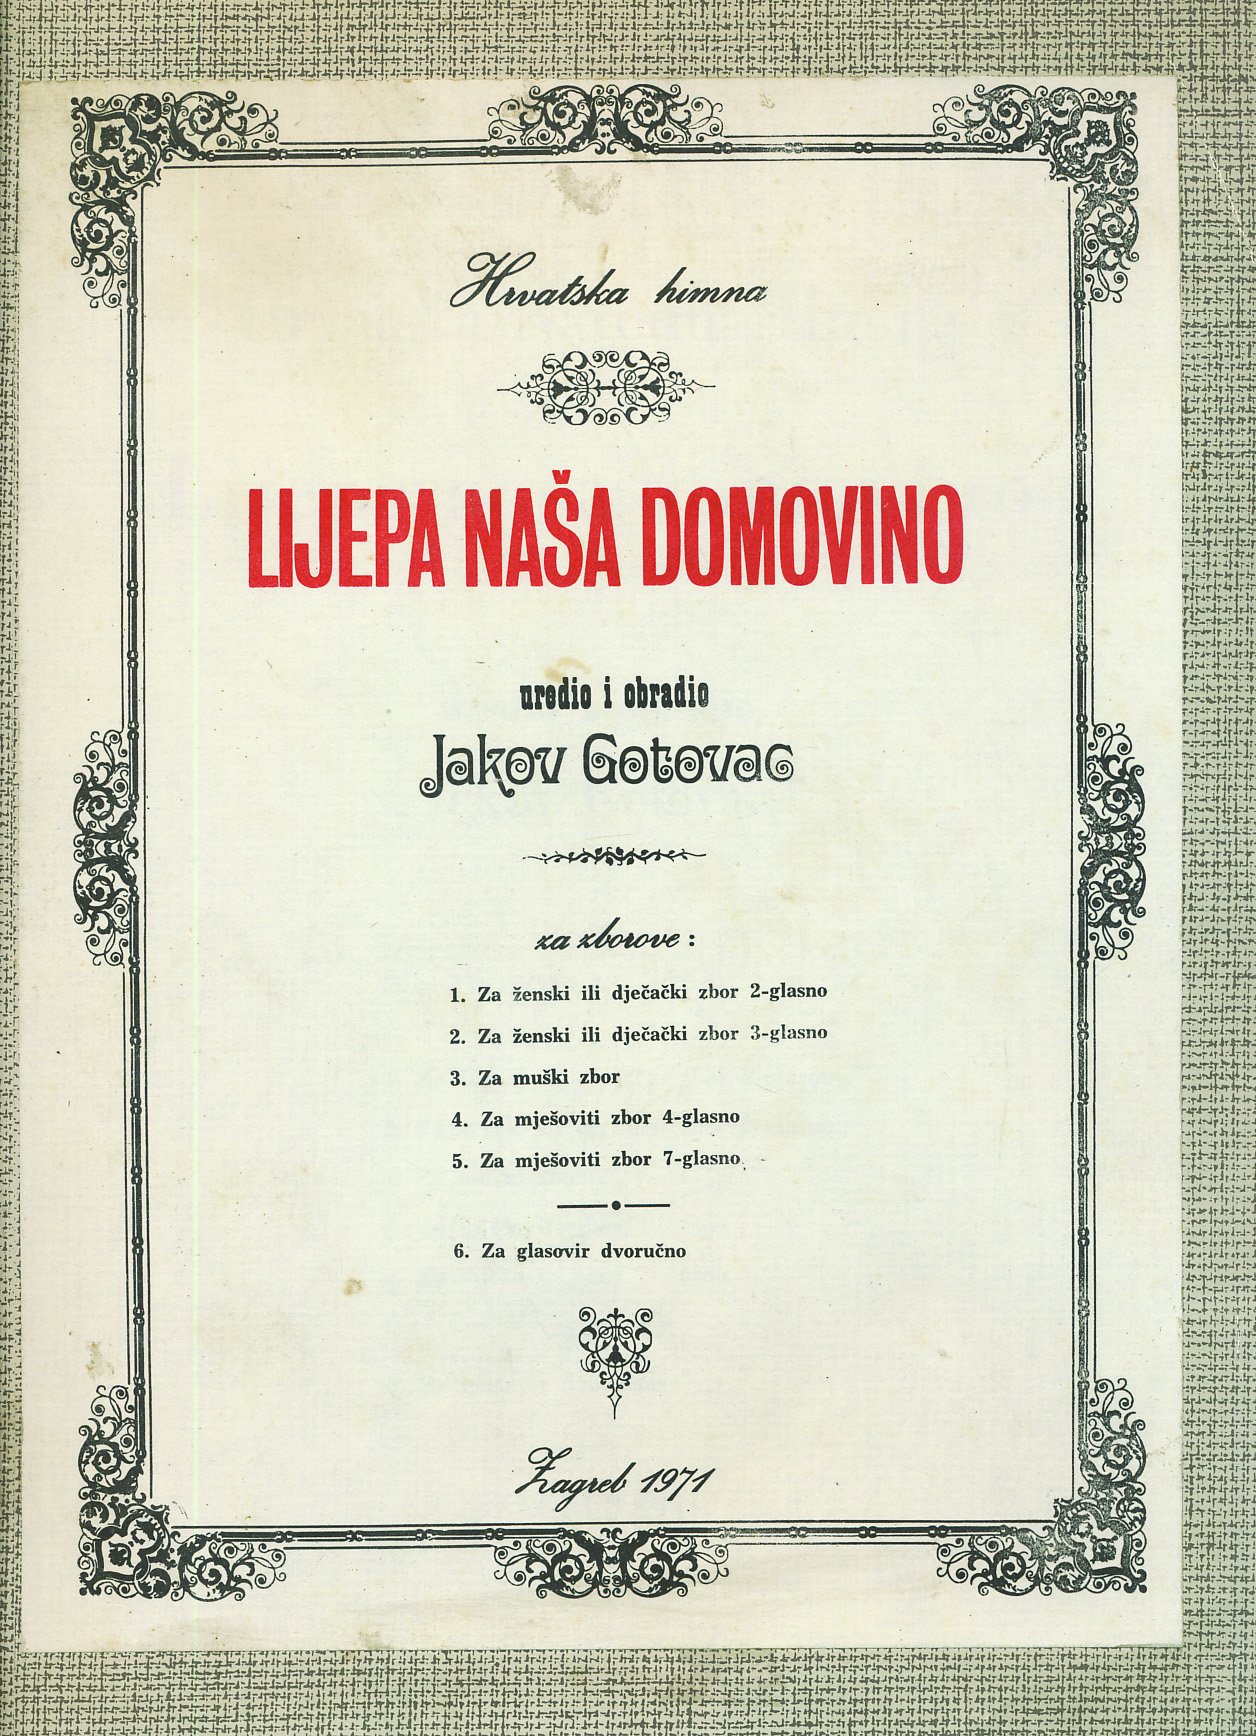 Hrvatska himna
LIJEPA NAŠA DOMOVINO
uredio i obradio
Jakov Gotovac
za zborove :
1. Za ženski ili dječački zbor 2-glasno
2. Za ženski ili dječački zbor 3-glasno
3. Za muški zbor
4. Za mješoviti zbor 4-glasno
5. Za mješoviti zbor 7-glasno
6. Za glasovir dvoručno
Zagreb 1971